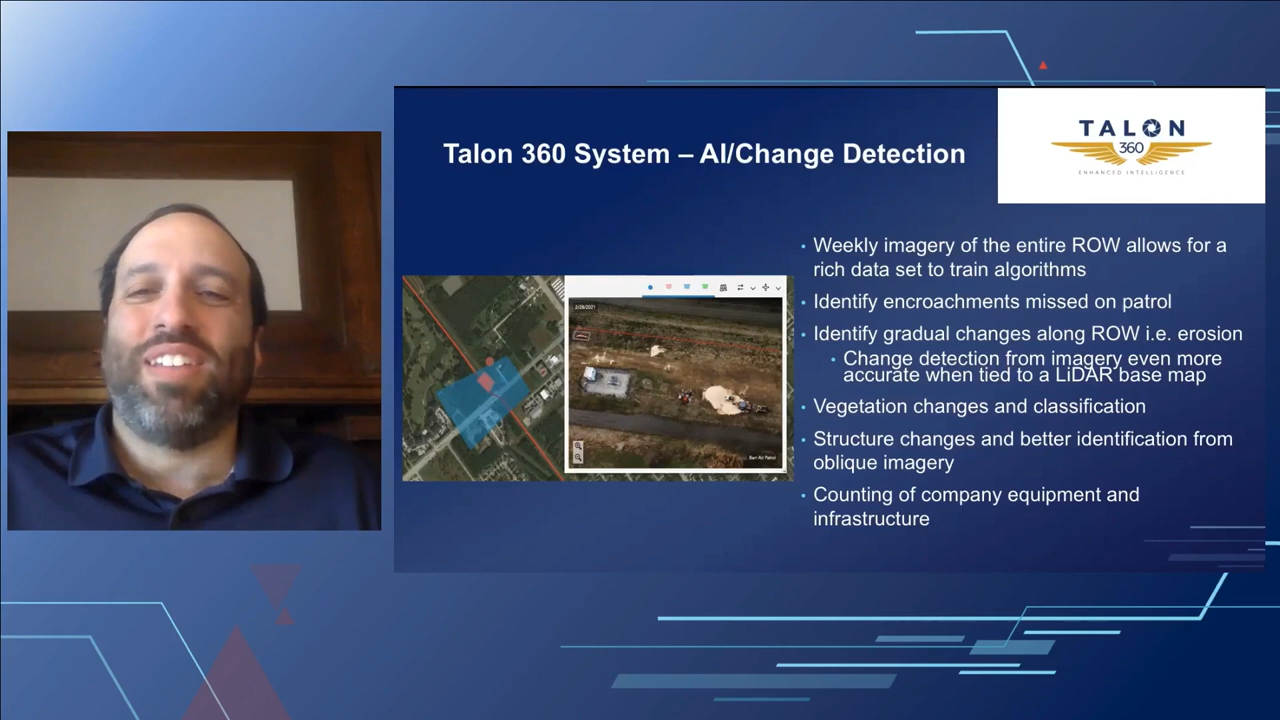 Talon 360 System – AI/Change Detection
TALON
360
ENHANCED INTELLIGENCE
• Weekly imagery of the entire ROW allows for a
rich data set to train algorithms
• Identify encroachments missed on patrol
• Identify gradual changes along ROW i.e. erosion
• Change detection from imagery even more
accurate when tied to a LiDAR base map
• Vegetation changes and classification
• Structure changes and better identification from
oblique imagery
• Counting of company equipment and
infrastructure
Barr Air Patrol